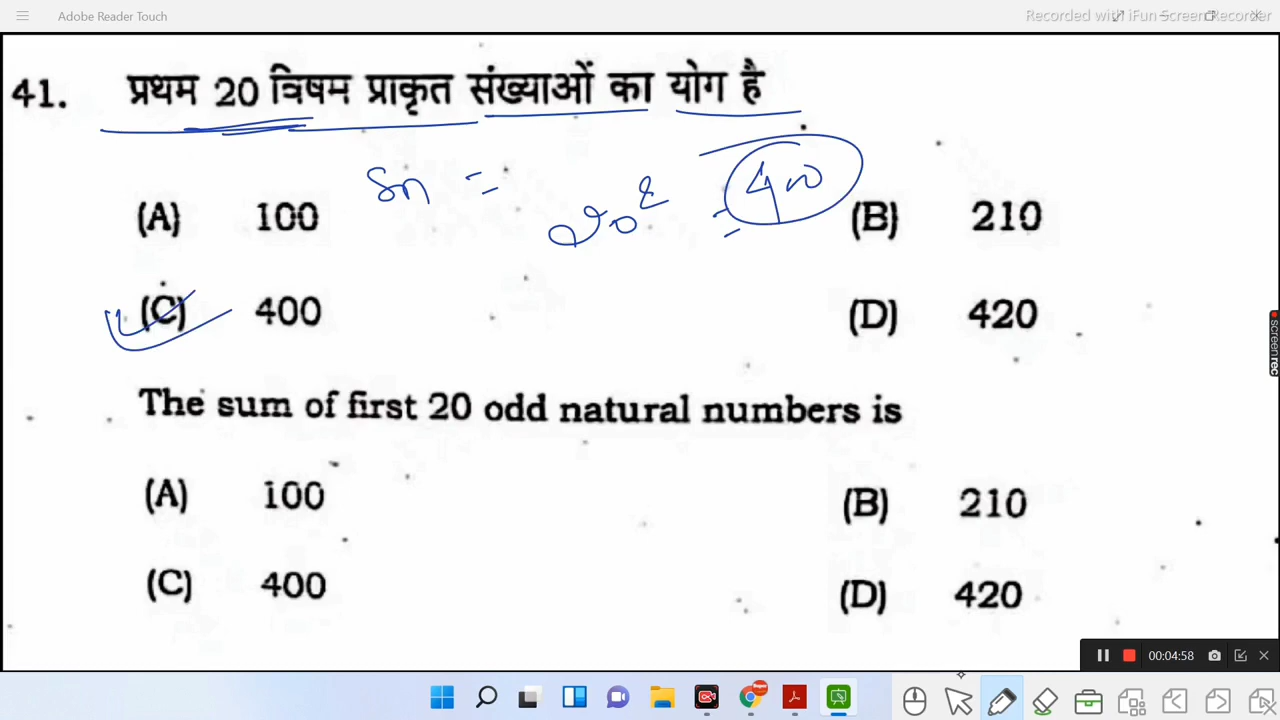 Adobe Reader Touch
Recorded with iFun Screen Recorder
41. प्रथम 20 विषम प्राकृत संख्याओं का योग है
Sn = 20² = 400
(A) 100 (B) 210
(C) 400 (D) 420
The sum of first 20 odd natural numbers is
(A) 100 (B) 210
(C) 400 (D) 420
screenrec
00:04:58